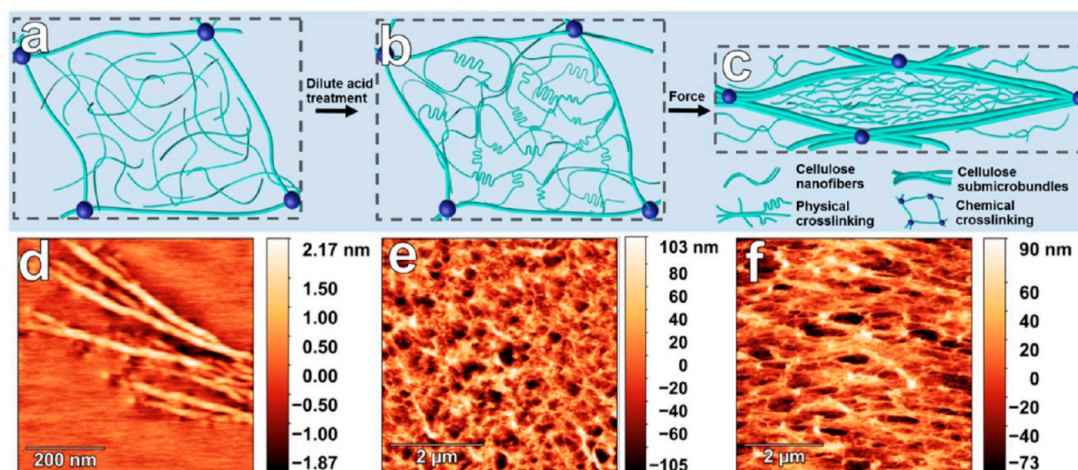 a
Dilute acid
treatment
b
Force
c
Cellulose
nanofibers
Cellulose
submicrobundles
Physical
crosslinking
Chemical
crosslinking
d
2.17 nm
1.50
1.00
0.50
0.00
−0.50
−1.00
−1.87
200 nm
e
103 nm
80
60
40
20
0
−20
−40
−60
−80
−105
2 µm
f
90 nm
60
40
20
0
−20
−40
−73
2 µm